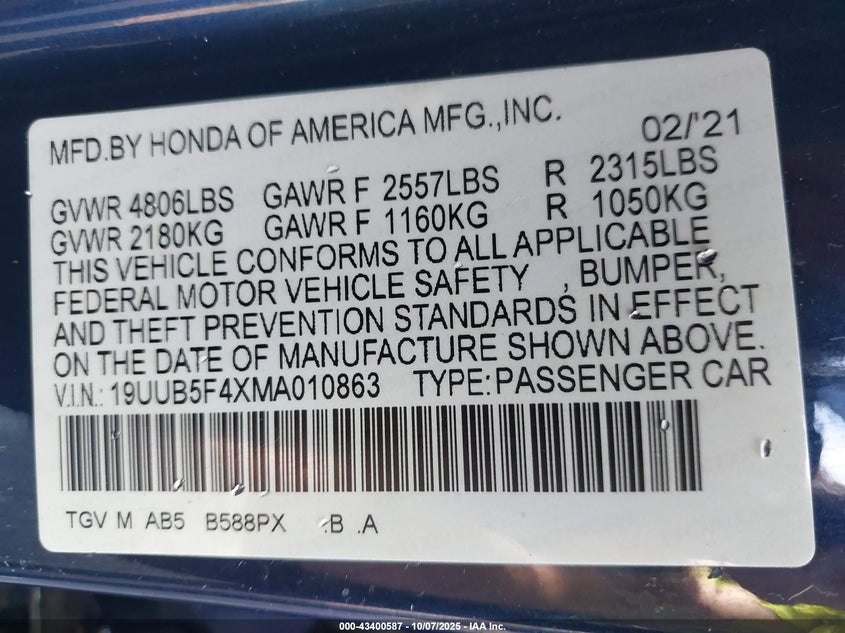 MFD.BY HONDA OF AMERICA MFG.,INC. 02/'21
GVWR 4806LBS GAWR F 2557LBS R 2315LBS
GVWR 2180KG GAWR F 1160KG R 1050KG
THIS VEHICLE CONFORMS TO ALL APPLICABLE
FEDERAL MOTOR VEHICLE SAFETY , BUMPER,
AND THEFT PREVENTION STANDARDS IN EFFECT
ON THE DATE OF MANUFACTURE SHOWN ABOVE.
V.I.N.: 19UUB5F4XMA010863 TYPE:PASSENGER CAR
TGV M AB5 B588PX .B .A
000-43400587 - 10/07/2025 - IAA Inc.